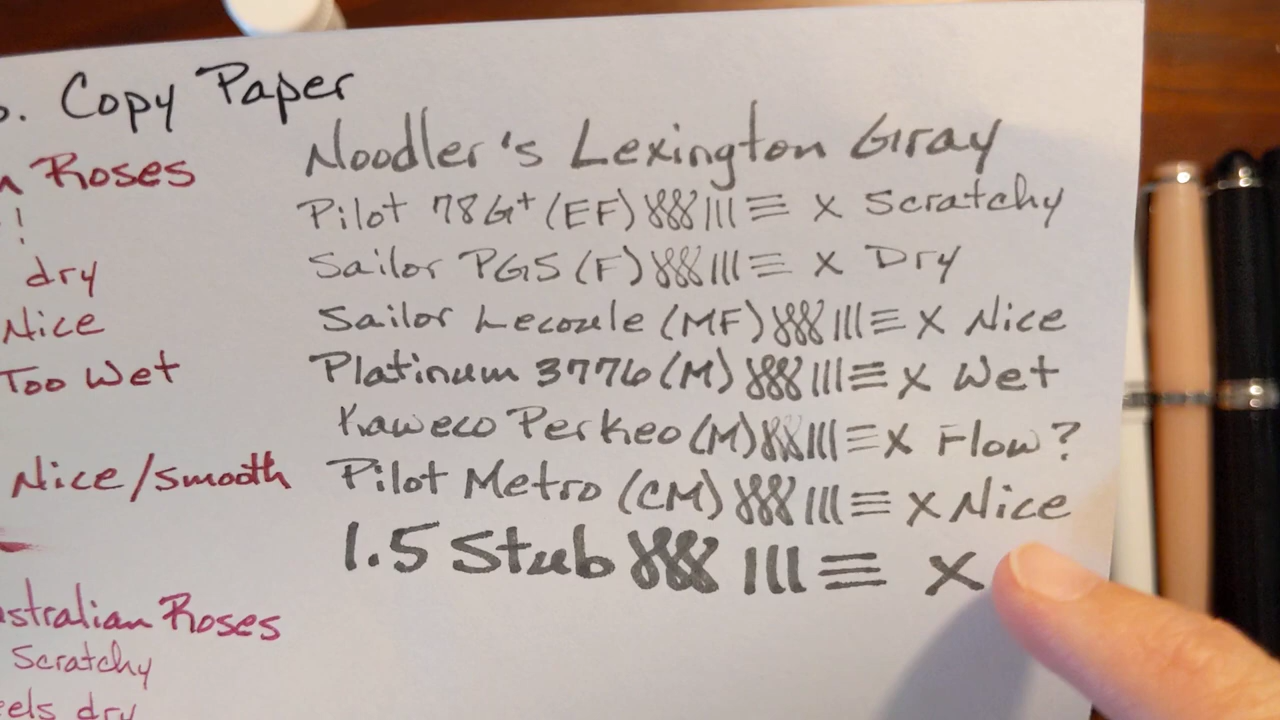 Copy Paper
Roses
!
dry
Nice
Too Wet
Nice/smooth
Roses
Scratchy
dry
Noodler's Lexington Gray
Pilot 78G+ (EF) ||| ≡ X Scratchy
Sailor PGS (F) ||| ≡ X Dry
Sailor Lecoule (MF) ||| ≡ X Nice
Platinum 3776 (M) ||| ≡ X Wet
Kaweco Perkeo (M) ||| ≡ X Flow?
Pilot Metro (CM) ||| ≡ X Nice
1.5 Stub ||| ≡ X